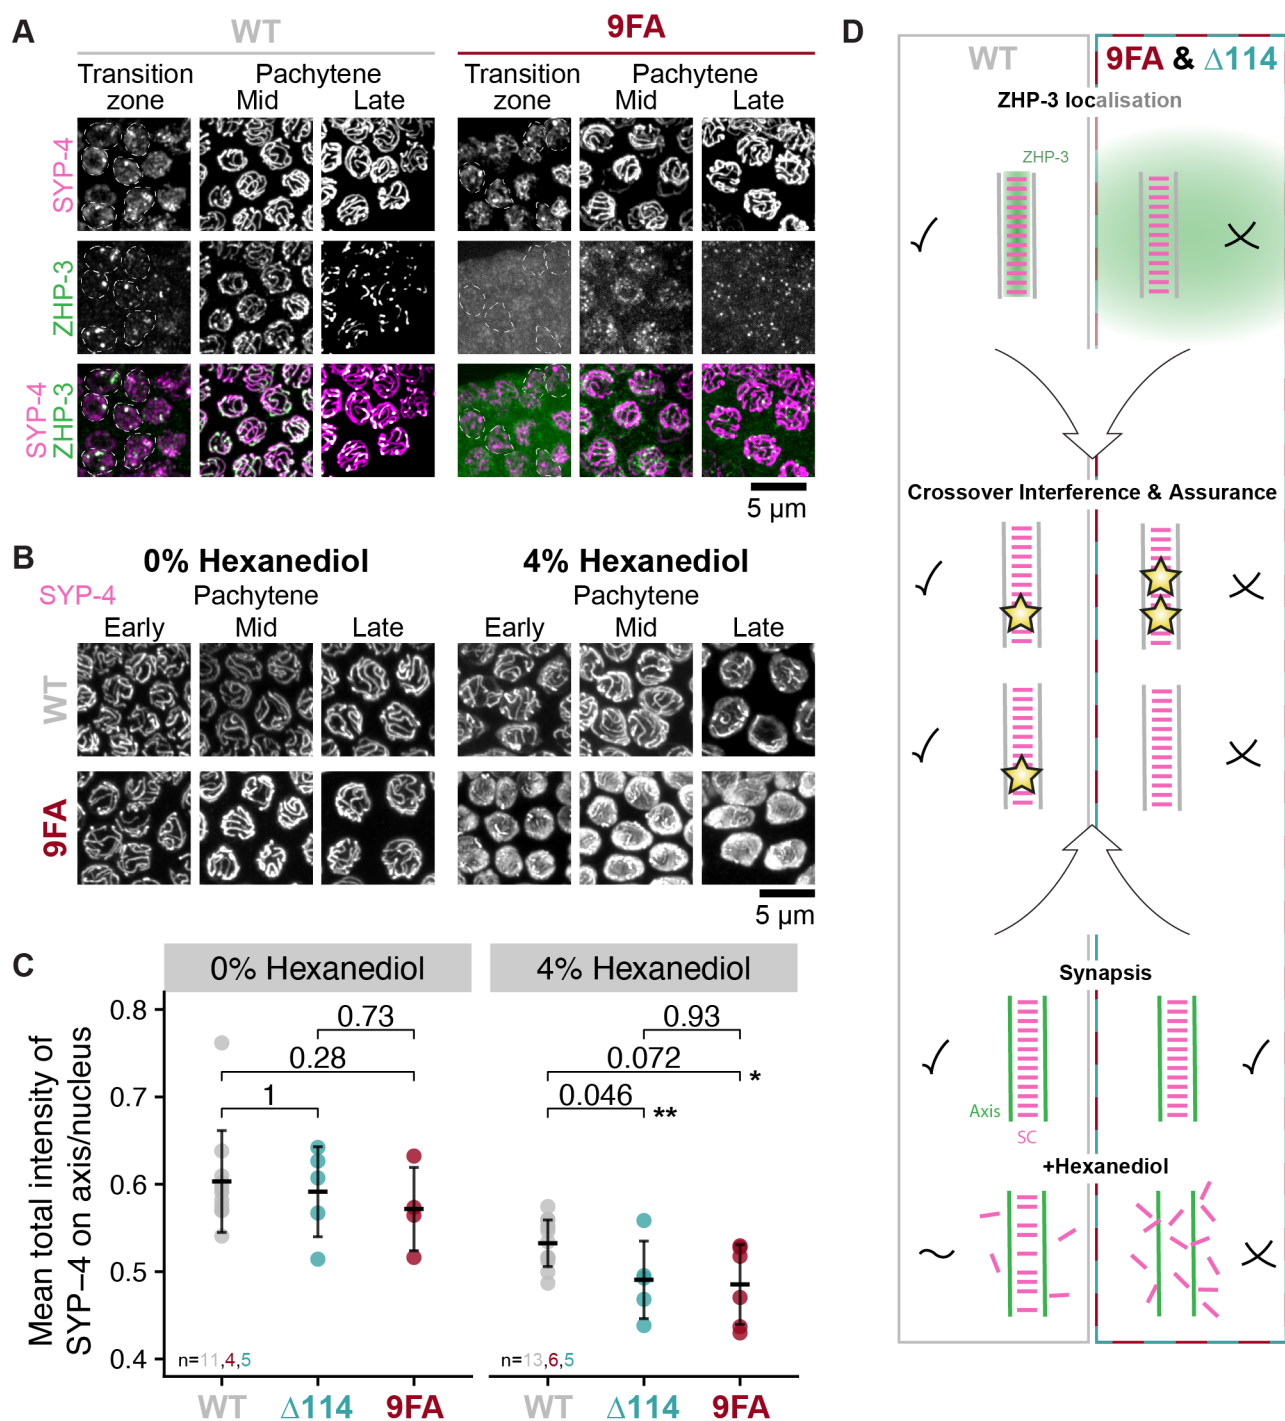 A
WT
9FA
Transition zone
Pachytene
Mid
Late
Transition zone
Pachytene
Mid
Late
SYP-4
ZHP-3
SYP-4
ZHP-3
5 µm
B
0% Hexanediol
4% Hexanediol
SYP-4
Pachytene
Pachytene
Early
Mid
Late
Early
Mid
Late
WT
9FA
5 µm
C
0% Hexanediol
4% Hexanediol
Mean total intensity of
SYP–4 on axis/nucleus
0.8
0.7
0.6
0.5
0.4
0.73
0.28
1
0.93
0.072
*
0.046
**
n=11,4,5
n=13,6,5
WT
Δ114
9FA
WT
Δ114
9FA
D
WT
9FA & Δ114
ZHP-3 localisation
ZHP-3
Crossover Interference & Assurance
Synapsis
Axis
SC
+Hexanediol